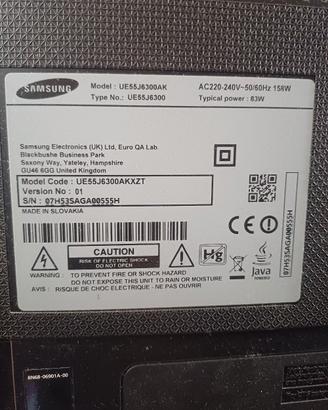 SAMSUNG
Model : UE55J6300AK
Type No.: UE55J6300
AC220-240V~50/60Hz 158W
Typical power : 83W
Samsung Electronics (UK) Ltd, Euro QA Lab.
Blackbushe Business Park
Saxony Way, Yateley, Hampshire
GU46 6GG United Kingdom
Model Code : UE55J6300AKXZT
Version No : 01
S/N : 07H53SAGA00555H
MADE IN SLOVAKIA
CAUTION
RISK OF ELECTRIC SHOCK
DO NOT OPEN
WARNING : TO PREVENT FIRE OR SHOCK HAZARD
DO NOT EXPOSE THIS UNIT TO RAIN OR MOISTURE
AVIS : RISQUE DE CHOC ELECTRIQUE - NE PAS OUVRIR
CE
Hg
Java
POWERED
07H53SAGA00555H
BN68-06901A-00